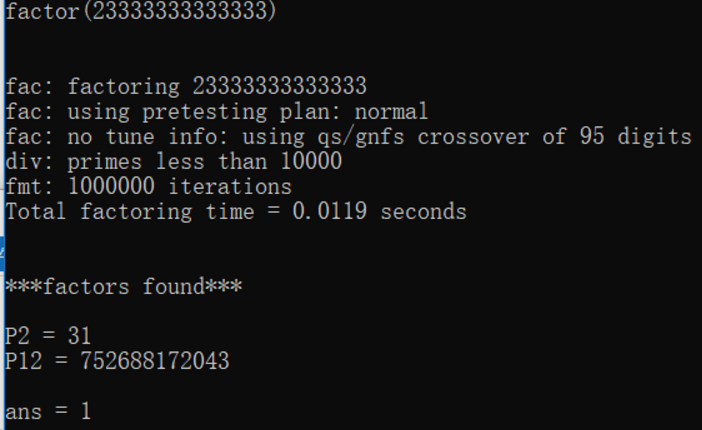 factor(23333333333333)
fac: factoring 23333333333333
fac: using pretesting plan: normal
fac: no tune info: using qs/gnfs crossover of 95 digits
div: primes less than 10000
fmt: 1000000 iterations
Total factoring time = 0.0119 seconds
***factors found***
P2 = 31
P12 = 752688172043
ans = 1